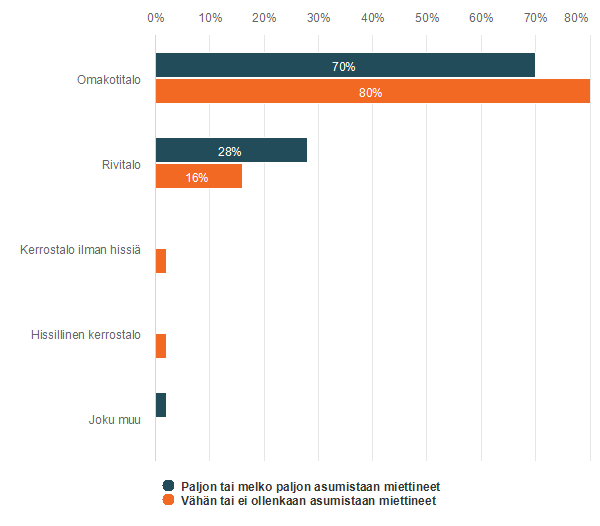 0% 10% 20% 30% 40% 50% 60% 70% 80%
Omakotitalo
70%
80%
Rivitalo
28%
16%
Kerrostalo ilman hissiä
Hissillinen kerrostalo
Joku muu
Paljon tai melko paljon asumistaan miettineet
Vähän tai ei ollenkaan asumistaan miettineet